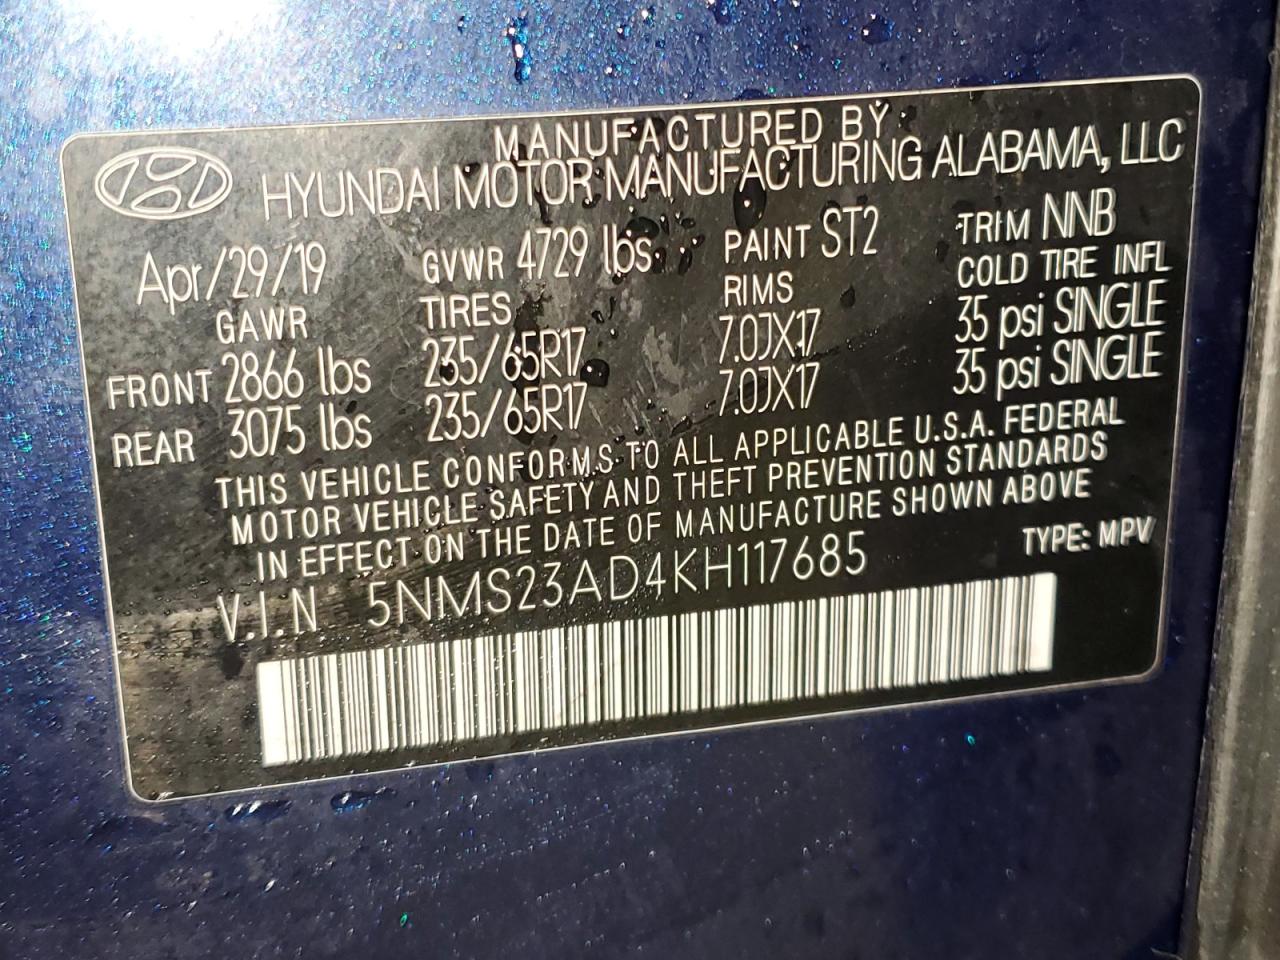 MANUFACTURED BY
HYUNDAI MOTOR MANUFACTURING ALABAMA, LLC
Apr/29/19 GVWR 4729 lbs PAINT ST2 TRIM NNB
GAWR TIRES RIMS COLD TIRE INFL
FRONT 2866 lbs 235/65R17 7.0JX17 35 psi SINGLE
REAR 3075 lbs 235/65R17 7.0JX17 35 psi SINGLE
THIS VEHICLE CONFORMS TO ALL APPLICABLE U.S.A. FEDERAL
MOTOR VEHICLE SAFETY AND THEFT PREVENTION STANDARDS
IN EFFECT ON THE DATE OF MANUFACTURE SHOWN ABOVE
V.I.N 5NMS23AD4KH117685 TYPE: MPV